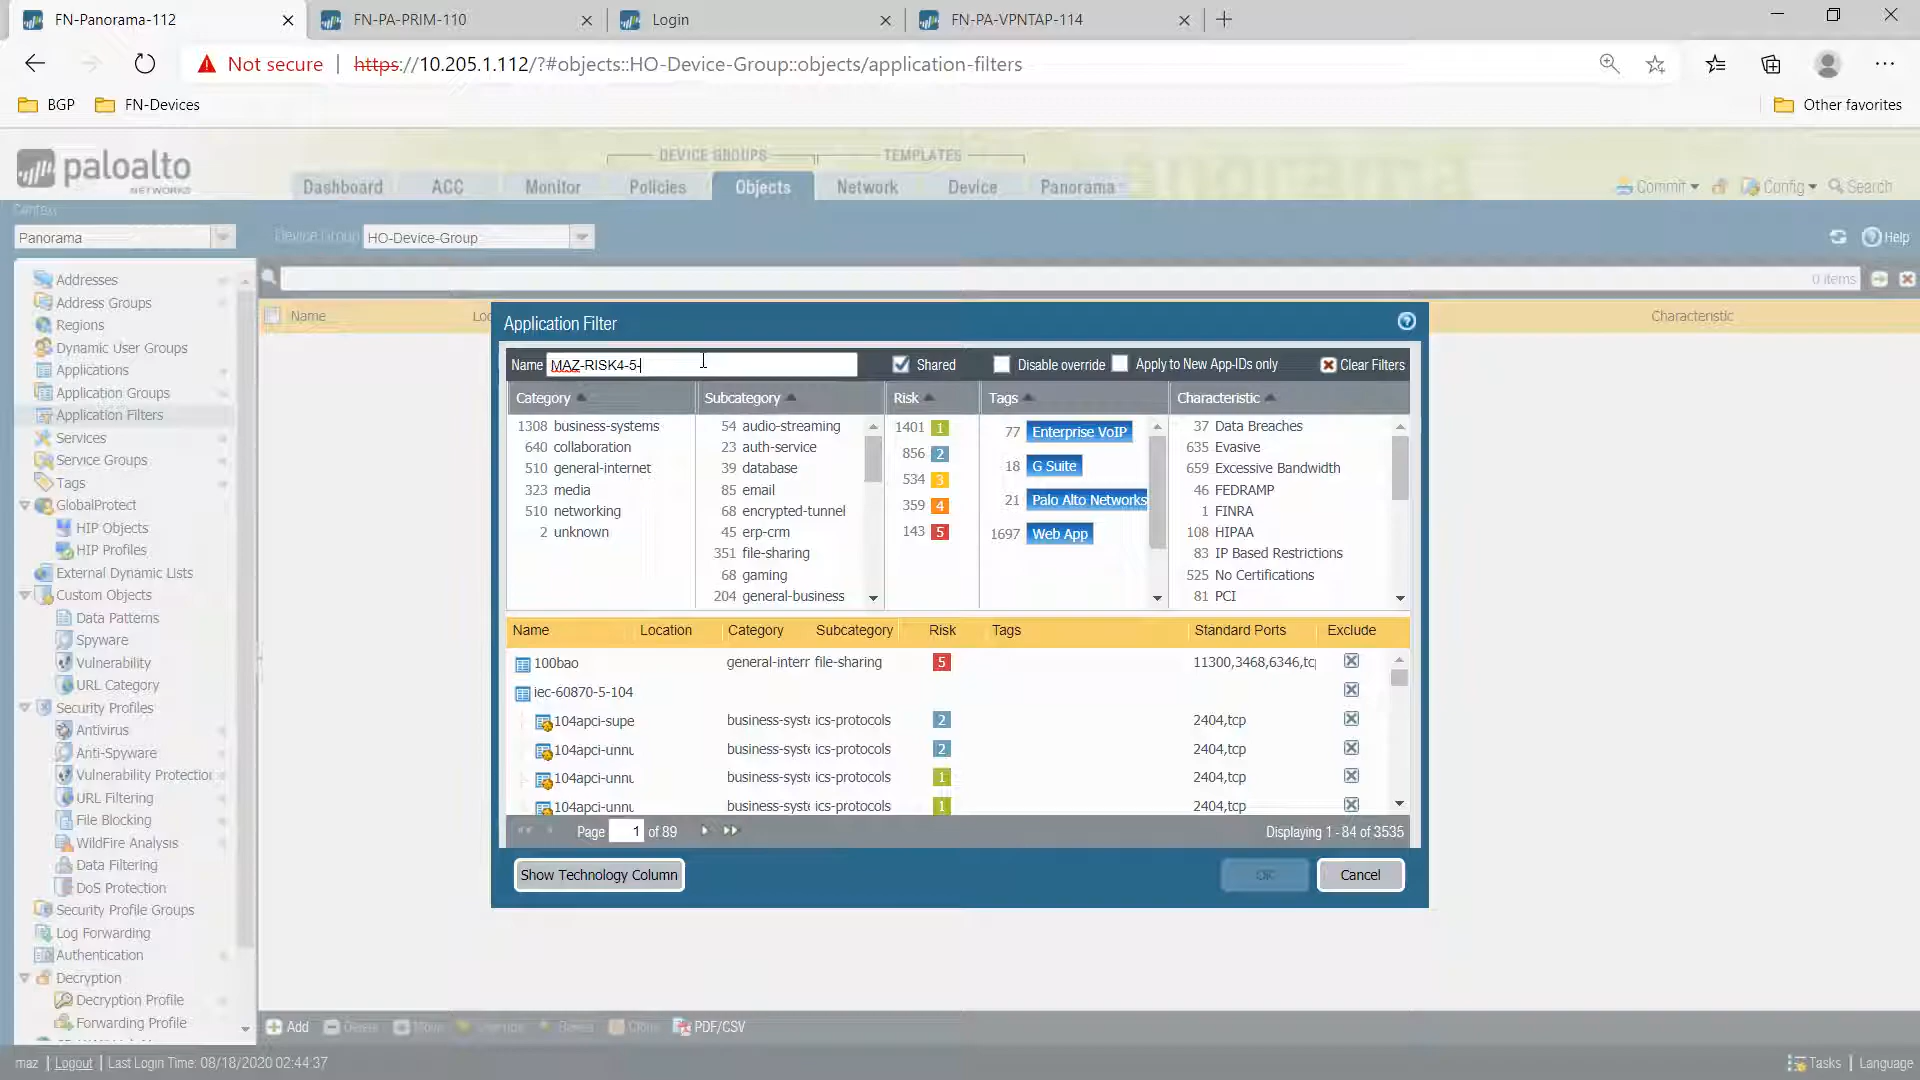 FN-Panorama-112
FN-PA-PRIM-110
Login
FN-PA-VPNTAP-114
Not secure | https://10.205.1.112/?#objects::HO-Device-Group::objects/application-filters
BGP
FN-Devices
Other favorites
paloalto
NETWORKS
DEVICE GROUPS
TEMPLATES
Dashboard
ACC
Monitor
Policies
Objects
Network
Device
Panorama
Commit
Config
Search
Context
Panorama
Device Group
HO-Device-Group
Help
Addresses
Address Groups
Regions
Dynamic User Groups
Applications
Application Groups
Application Filters
Services
Service Groups
Tags
GlobalProtect
HIP Objects
HIP Profiles
External Dynamic Lists
Custom Objects
Data Patterns
Spyware
Vulnerability
URL Category
Security Profiles
Antivirus
Anti-Spyware
Vulnerability Protection
URL Filtering
File Blocking
WildFire Analysis
Data Filtering
DoS Protection
Security Profile Groups
Log Forwarding
Authentication
Decryption
Decryption Profile
Forwarding Profile
0 items
Name
Loc
Characteristic
Application Filter
Name MAZ-RISK4-5-
Shared
Disable override
Apply to New App-IDs only
Clear Filters
Category
1308 business-systems
640 collaboration
510 general-internet
323 media
510 networking
2 unknown
Subcategory
54 audio-streaming
23 auth-service
39 database
85 email
68 encrypted-tunnel
45 erp-crm
351 file-sharing
68 gaming
204 general-business
Risk
1401 1
856 2
534 3
359 4
143 5
Tags
77 Enterprise VoIP
18 G Suite
21 Palo Alto Networks
1697 Web App
Characteristic
37 Data Breaches
635 Evasive
659 Excessive Bandwidth
46 FEDRAMP
1 FINRA
108 HIPAA
83 IP Based Restrictions
525 No Certifications
81 PCI
Name Location Category Subcategory Risk Tags Standard Ports Exclude
100bao general-interr file-sharing 5 11300,3468,6346,tc
iec-60870-5-104
104apci-supe business-syste ics-protocols 2 2404,tcp
104apci-unnu business-syste ics-protocols 2 2404,tcp
104apci-unnu business-syste ics-protocols 1 2404,tcp
104apci-unnu business-syste ics-protocols 1 2404,tcp
Page 1 of 89
Displaying 1 - 84 of 3535
Show Technology Column
OK
Cancel
Add
Delete
Move
Override
Revert
Clone
PDF/CSV
maz | Logout | Last Login Time: 08/18/2020 02:44:37
Tasks | Language